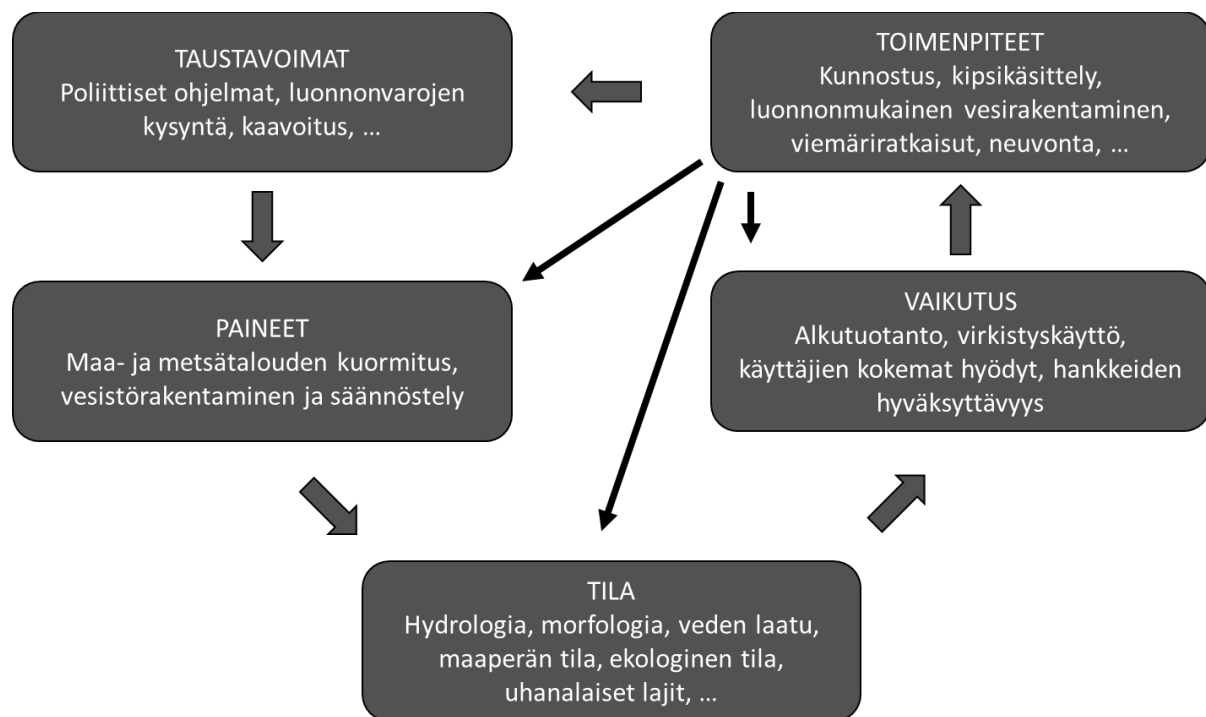 TAUSTAVOIMAT
Poliittiset ohjelmat, luonnonvarojen
kysyntä, kaavoitus, ...
TOIMENPITEET
Kunnostus, kipsikäsittely,
luonnonmukainen vesirakentaminen,
viemäriratkaisut, neuvonta, ...
PAINEET
Maa- ja metsätalouden kuormitus,
vesistörakentaminen ja säännöstely
VAIKUTUS
Alkutuotanto, virkistyskäyttö,
käyttäjien kokemat hyödyt, hankkeiden
hyväksyttävyys
TILA
Hydrologia, morfologia, veden laatu,
maaperän tila, ekologinen tila,
uhanalaiset lajit, ...